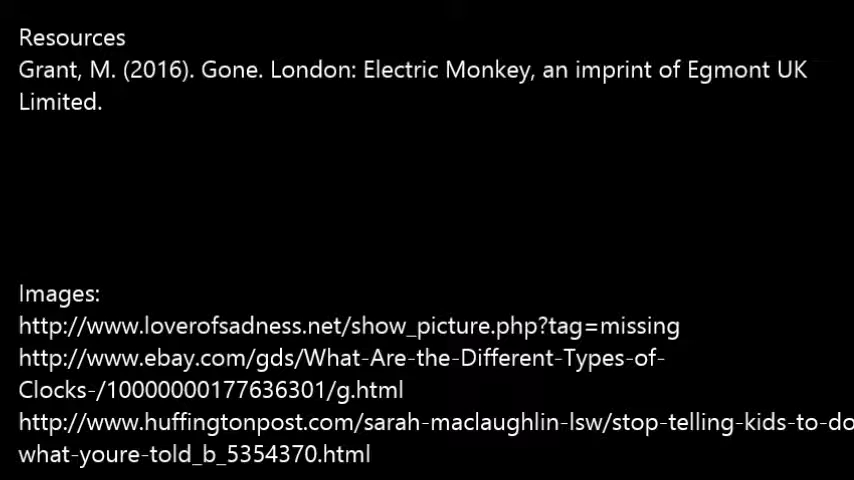 Resources
Grant, M. (2016). Gone. London: Electric Monkey, an imprint of Egmont UK
Limited.
Images:
http://www.loverofsadness.net/show_picture.php?tag=missing
http://www.ebay.com/gds/What-Are-the-Different-Types-of-
Clocks-/10000000177636301/g.html
http://www.huffingtonpost.com/sarah-maclaughlin-lsw/stop-telling-kids-to-do
what-youre-told_b_5354370.html